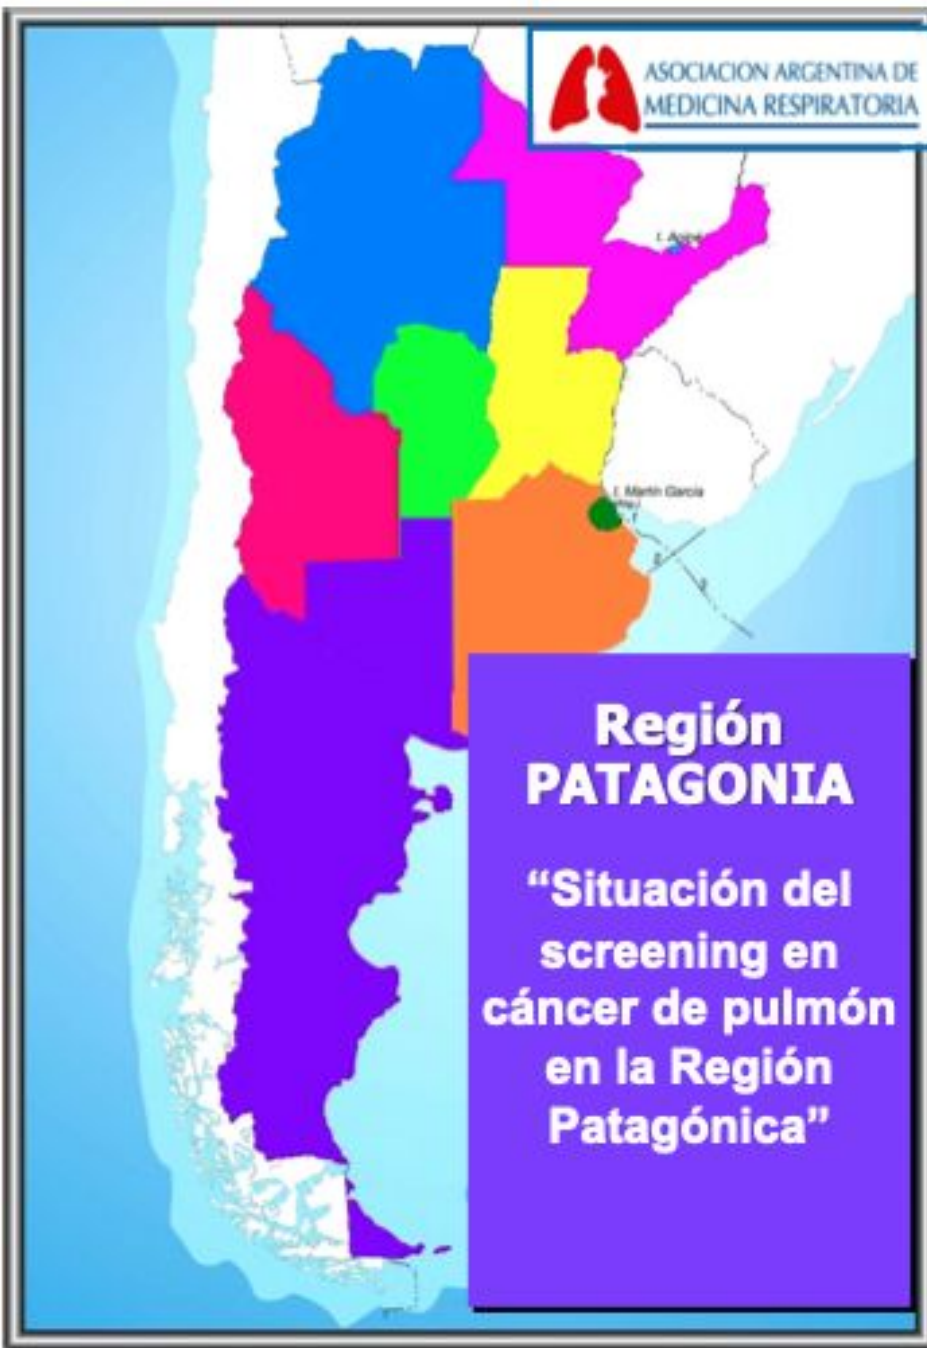 ASOCIACION ARGENTINA DE
MEDICINA RESPIRATORIA
I. Martín García
Región
PATAGONIA
“Situación del
screening en
cáncer de pulmón
en la Región
Patagónica”